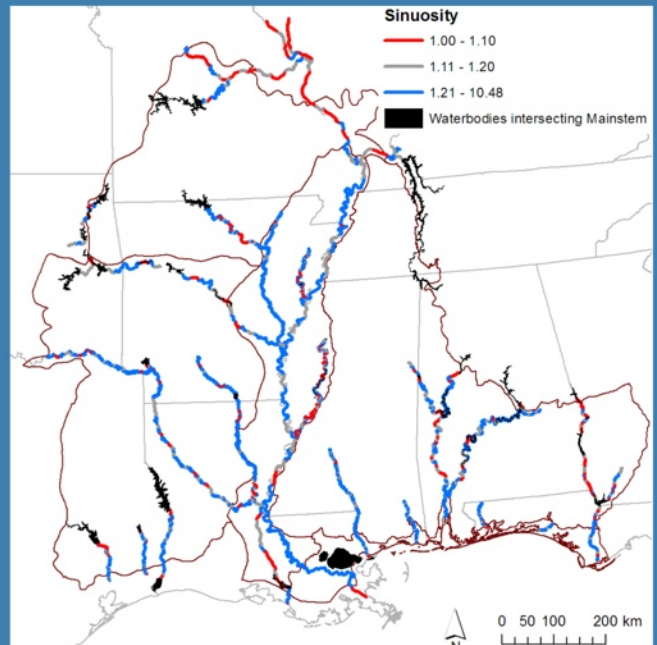 Sinuosity
1.00 - 1.10
1.11 - 1.20
1.21 - 10.48
Waterbodies intersecting Mainstem
N
0 50 100 200 km